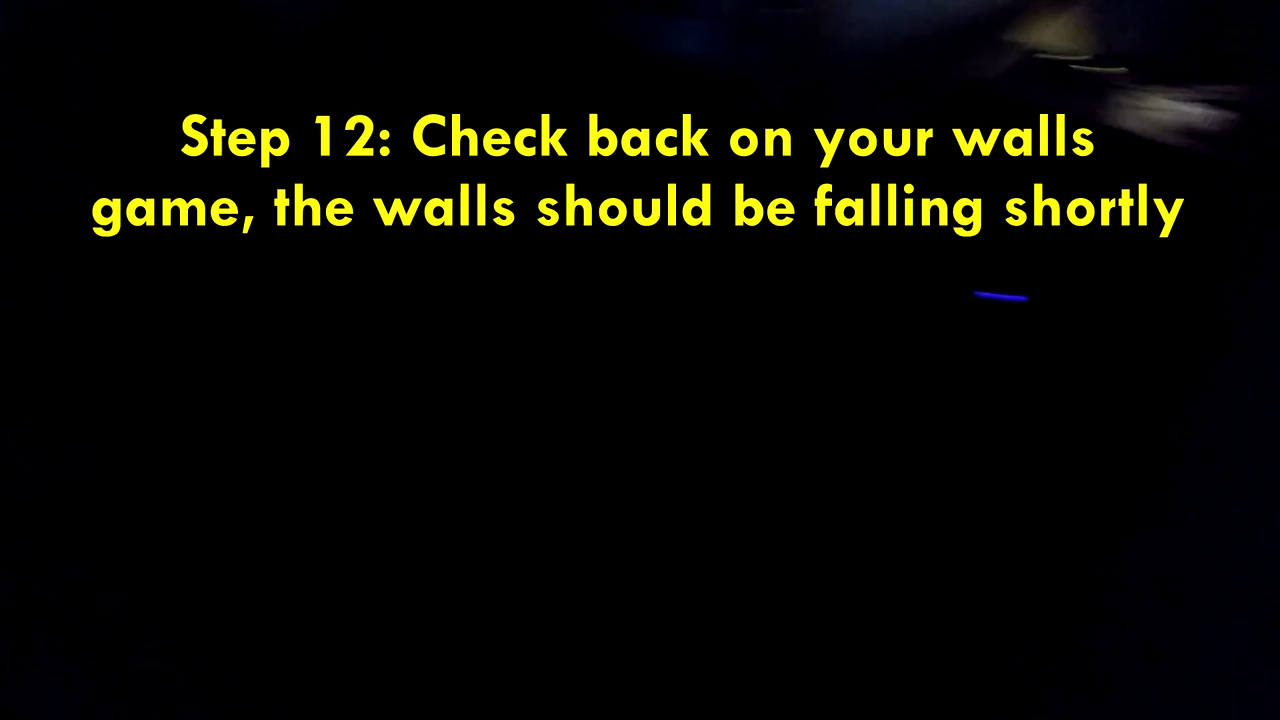 Step 12: Check back on your walls
game, the walls should be falling shortly